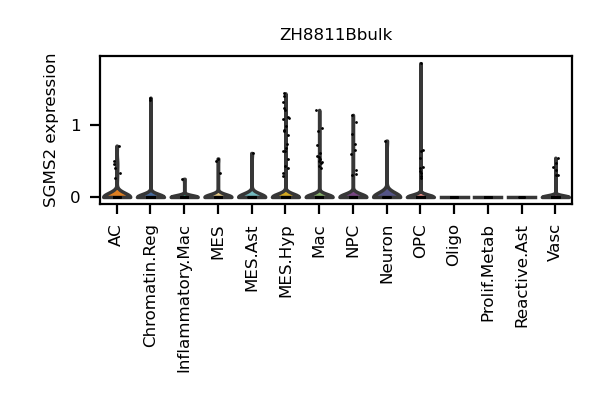 ZH8811Bbulk
SGMS2 expression
1
0
AC
Chromatin.Reg
Inflammatory.Mac
MES
MES.Ast
MES.Hyp
Mac
NPC
Neuron
OPC
Oligo
Prolif.Metab
Reactive.Ast
Vasc